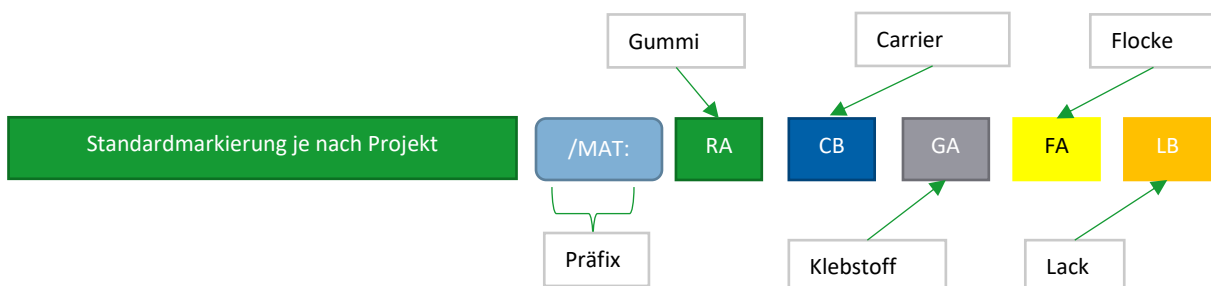 Gummi
Carrier
Flocke
Standardmarkierung je nach Projekt
/MAT:
RA
CB
GA
FA
LB
Präfix
Klebstoff
Lack